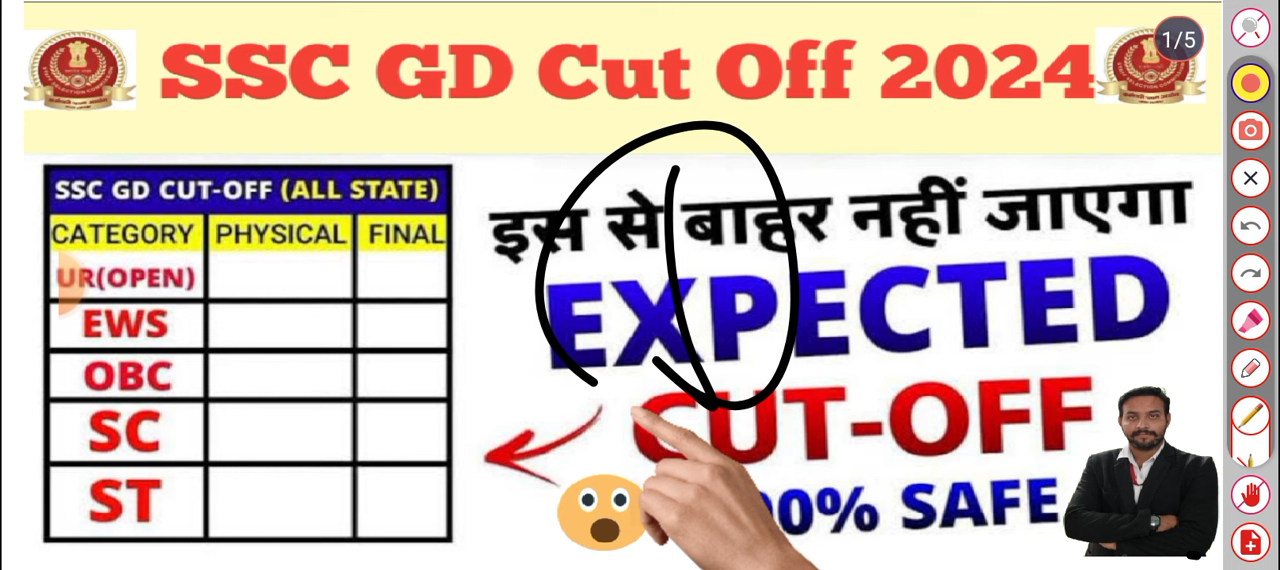 SSC GD Cut Off 2024
1/5
SSC GD CUT-OFF (ALL STATE)
CATEGORY PHYSICAL FINAL
UR(OPEN)
EWS
OBC
SC
ST
इस से बाहर नहीं जाएगा
EXPECTED
CUT-OFF
00% SAFE